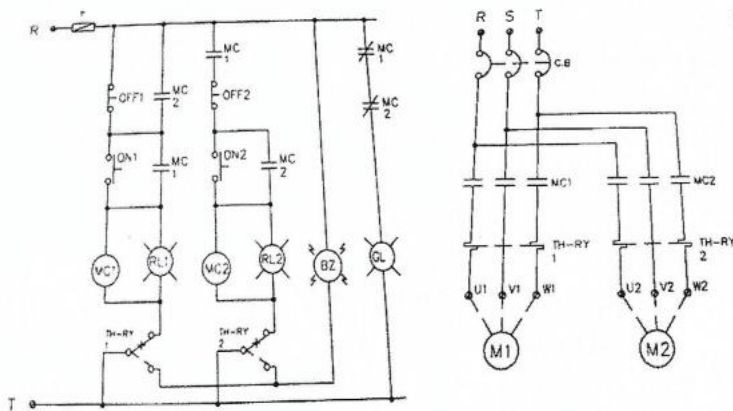 F
R
MC
1
OFF1
MC
2
OFF2
MC
1
MC
2
ON1
MC
1
ON2
MC
2
MC1
RL1
MC2
RL2
BZ
GL
TH-RY
1
TH-RY
2
T
R S T
C.B
MC1
MC2
TH-RY
1
TH-RY
2
U1 V1 W1
U2 V2 W2
M1
M2